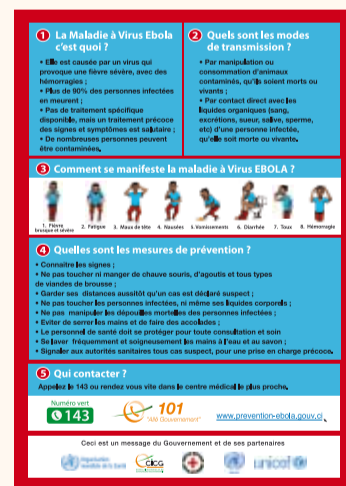 1 La Maladie à Virus Ebola
c'est quoi ?
• Elle est causée par un virus qui
provoque une fièvre sévère, avec des
hémorragies ;
• Plus de 90% des personnes infectées
en meurent ;
• Pas de traitement spécifique
disponible, mais un traitement précoce
des signes et symptômes est salutaire ;
• De nombreuses personnes peuvent
être contaminées.
2 Quels sont les modes
de transmission ?
• Par manipulation ou
consommation d'animaux
contaminés, qu'ils soient morts ou
vivants ;
• Par contact direct avec les
liquides organiques (sang,
excrétions, sueur, salive, sperme,
etc) d'une personne infectée,
qu'elle soit morte ou vivante.
3 Comment se manifeste la maladie à Virus EBOLA ?
1. Fièvre
brusque et sévère
2. Fatigue
3. Maux de tête
4. Nausées
5. Vomissements
6. Diarrhée
7. Toux
8. Hémorragie
4 Quelles sont les mesures de prévention ?
• Connaitre les signes ;
• Ne pas toucher ni manger de chauve souris, d'agoutis et tous types
de viandes de brousse ;
• Garder ses distances aussitôt qu'un cas est déclaré suspect ;
• Ne pas toucher les personnes infectées, ni même ses liquides corporels ;
• Ne pas manipuler les dépouilles mortelles des personnes infectées ;
• Eviter de serrer les mains et de faire des accolades ;
• Le personnel de santé doit se protéger pour toute consultation et soin
• Se laver fréquemment et soigneusement les mains à l'eau et au savon ;
• Signaler aux autorités sanitaires tous cas suspect, pour une prise en charge précoce.
5 Qui contacter ?
Appelez le 143 ou rendez vous vite dans le centre médical le plus proche.
Numéro vert
143
101
"Allô Gouvernement"
www.prevention-ebola.gouv.ci
Ceci est un message du Gouvernement et de ses partenaires
Organisation
mondiale de la Santé
CICG
unicef